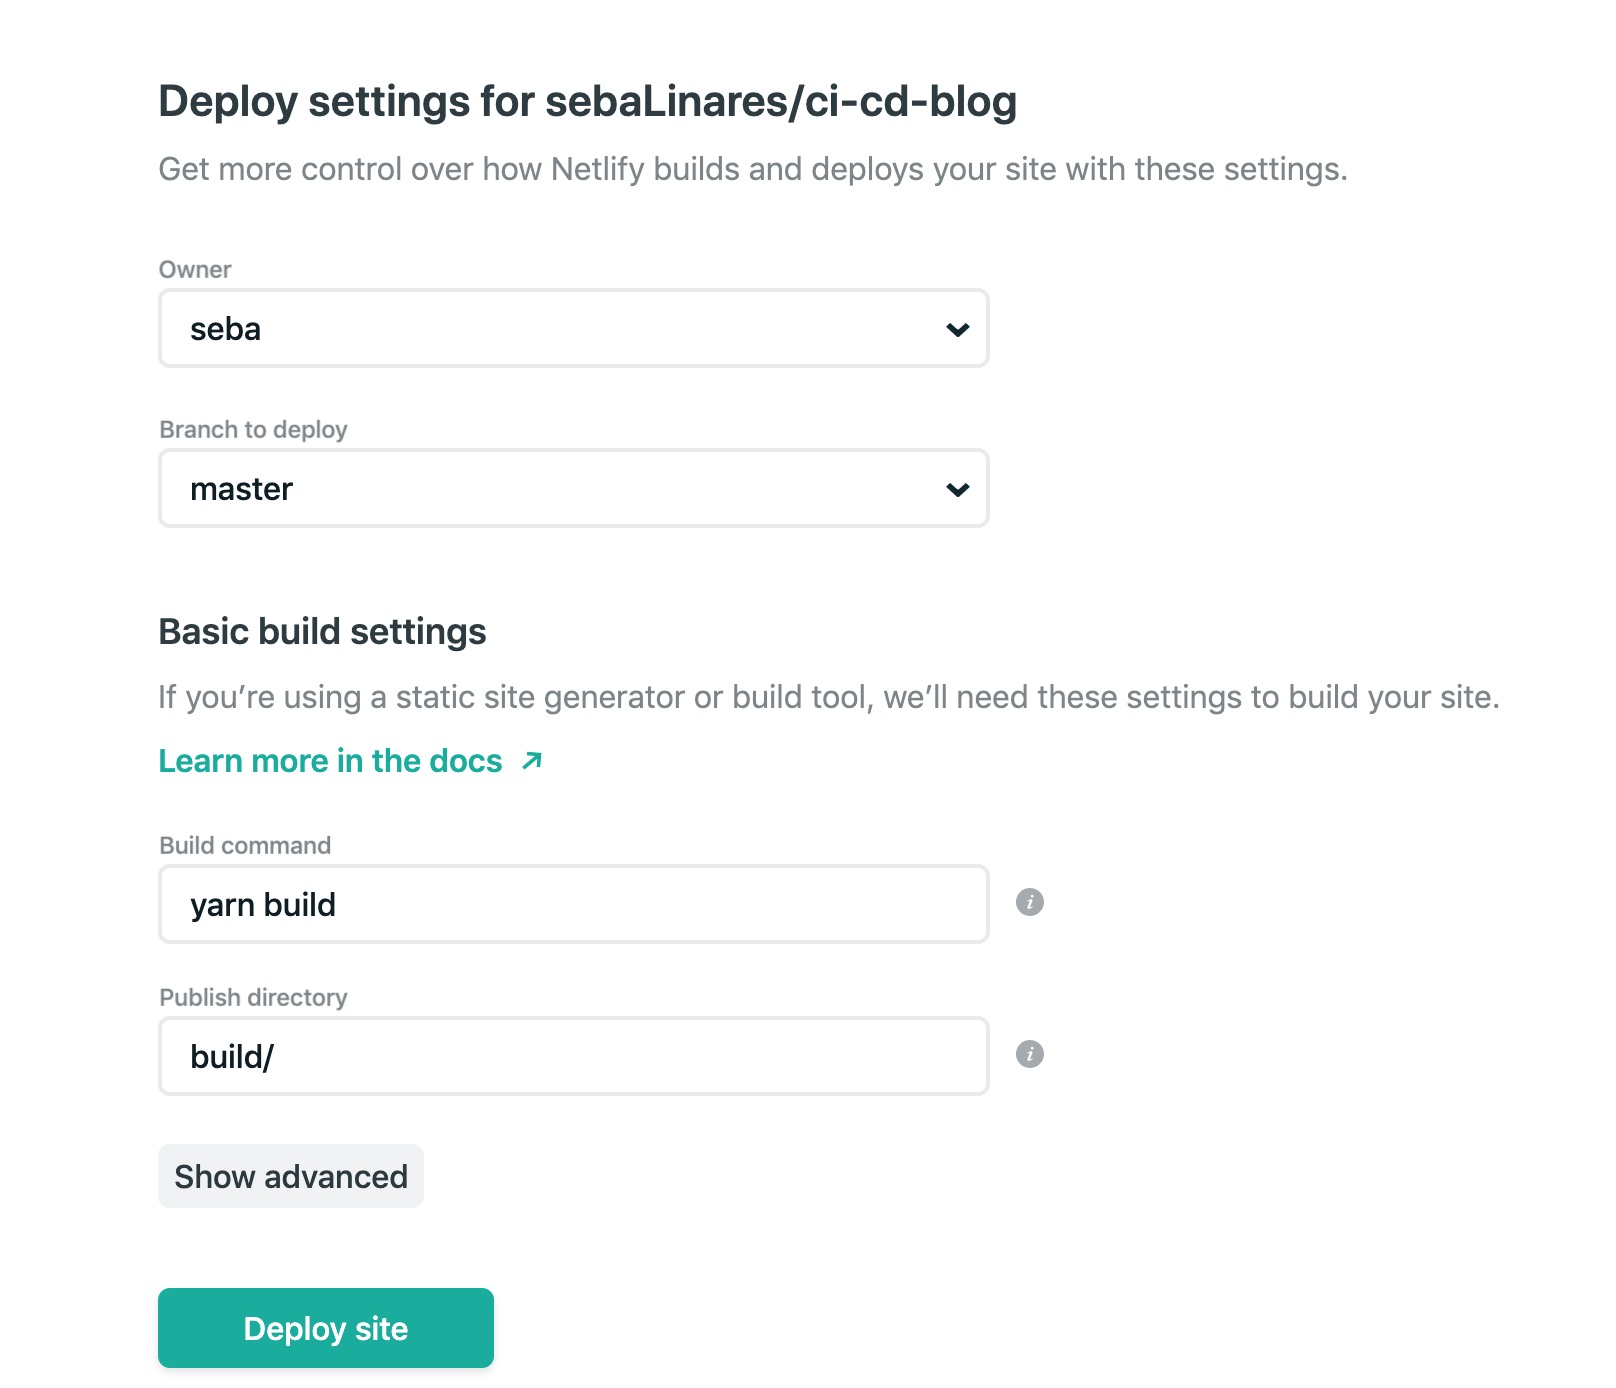 Deploy settings for sebaLinares/ci-cd-blog
Get more control over how Netlify builds and deploys your site with these settings.
Owner
seba
Branch to deploy
master
Basic build settings
If you’re using a static site generator or build tool, we’ll need these settings to build your site.
Learn more in the docs ↗
Build command
yarn build
i
Publish directory
build/
i
Show advanced
Deploy site